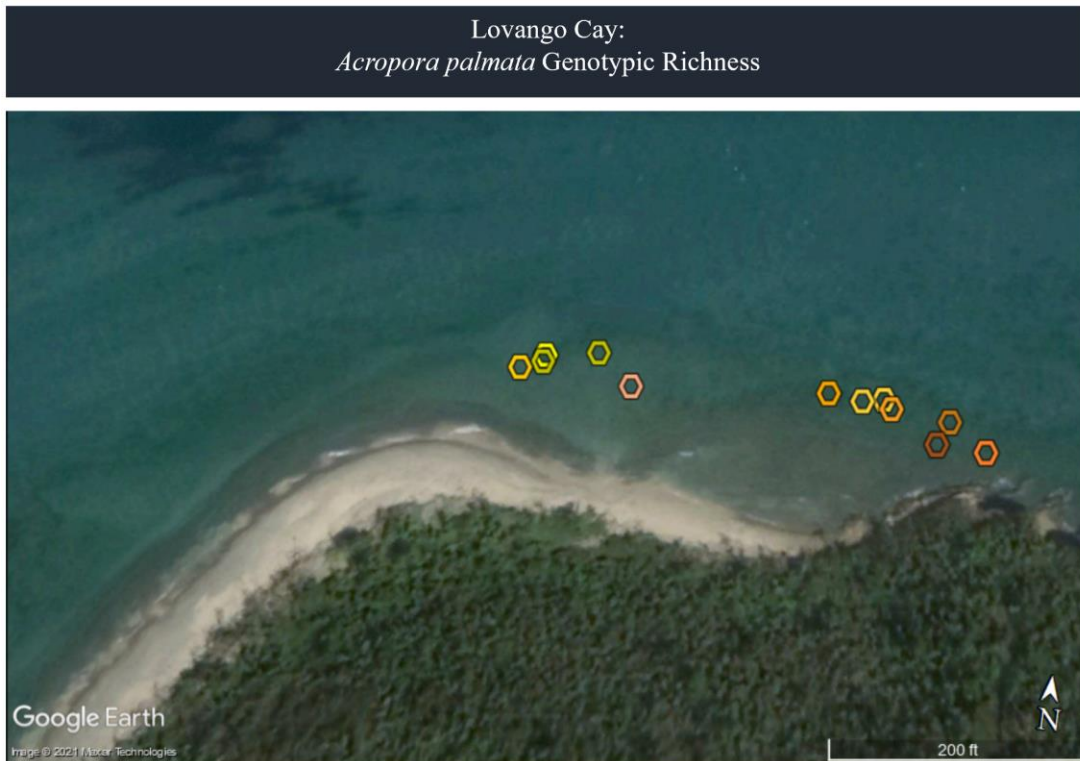 Lovango Cay:
Acropora palmata Genotypic Richness
Google Earth
Image © 2021 Maxar Technologies
N
200 ft